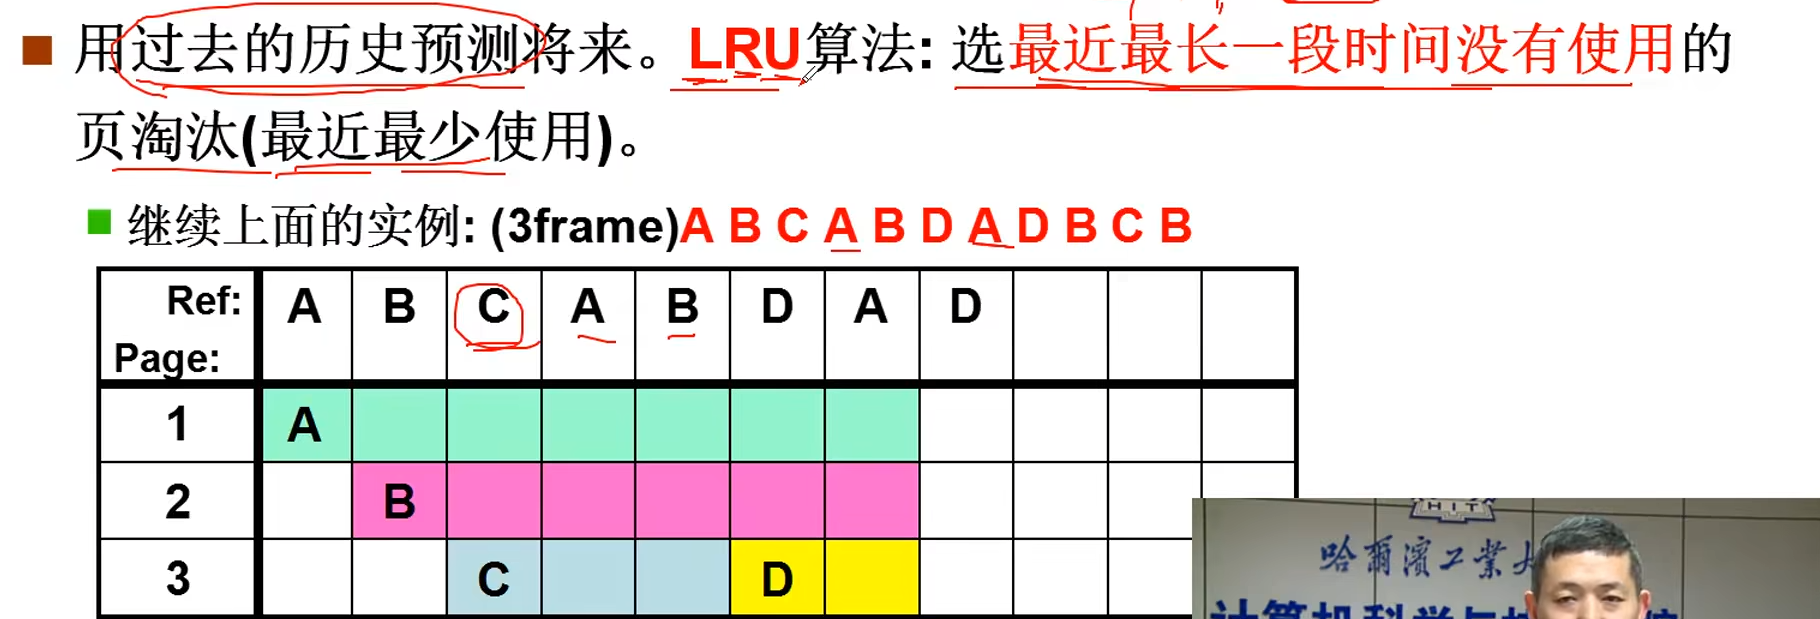 用过去的历史预测将来。LRU算法: 选最近最长一段时间没有使用的
页淘汰(最近最少使用)。
继续上面的实例: (3frame)A B C A B D A D B C B
Ref: A B C A B D A D
Page:
1 A
2 B
3 C D
HIT
哈爾濱工業大
计算机科学与